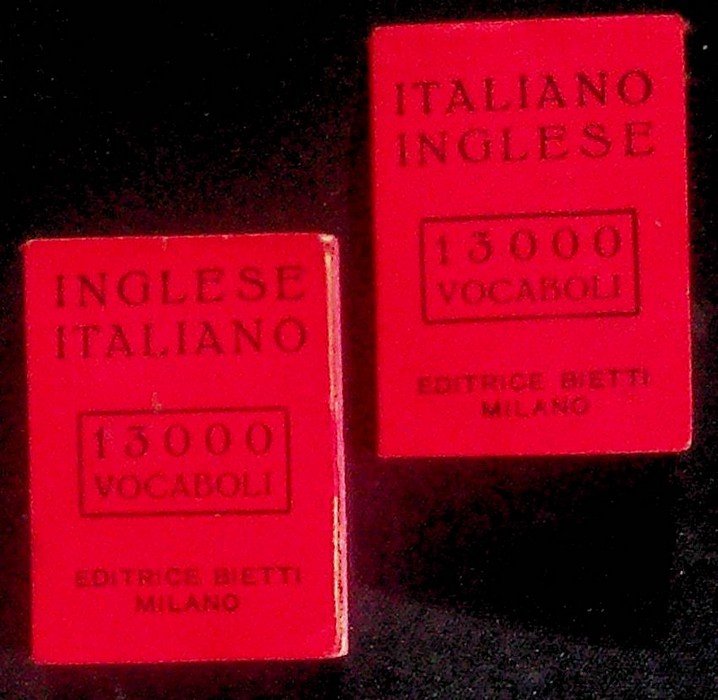 INGLESE
ITALIANO
13000
VOCABOLI
EDITRICE BIETTI
MILANO
ITALIANO
INGLESE
13000
VOCABOLI
EDITRICE BIETTI
MILANO